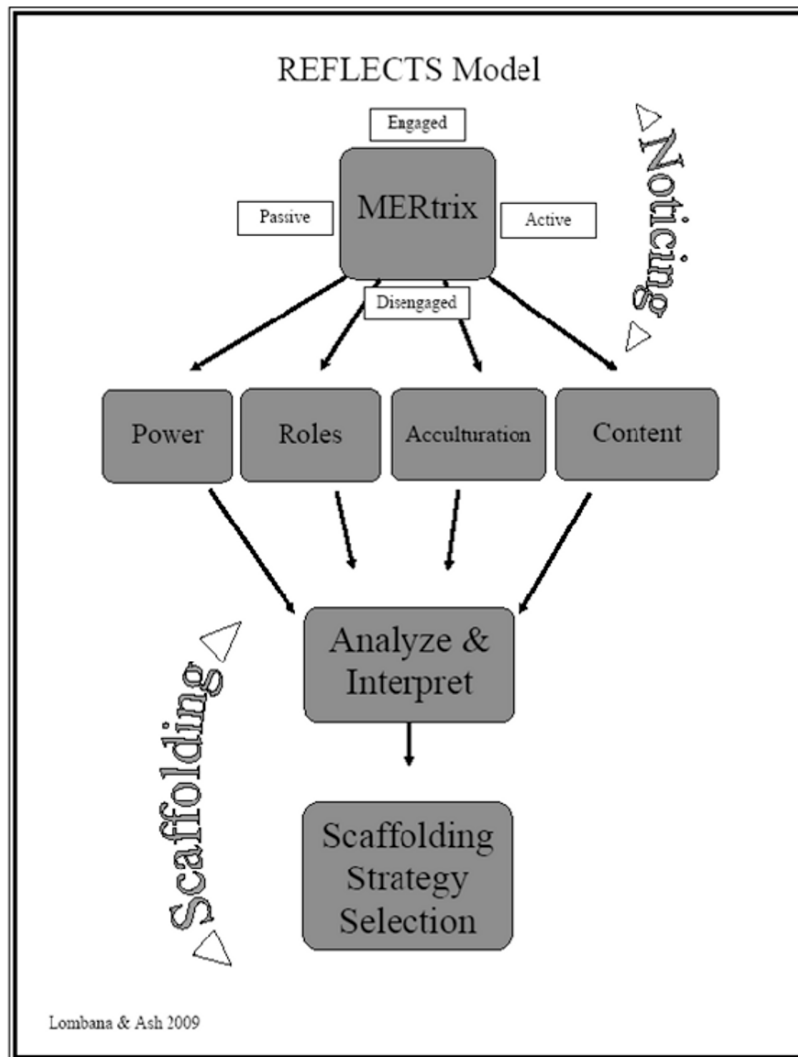 REFLECTS Model
Engaged
MERtrix
Passive
Active
Noticing
Disengaged
Power
Roles
Acculturation
Content
Analyze &
Interpret
Scaffolding
Scaffolding
Strategy
Selection
Lombana & Ash 2009